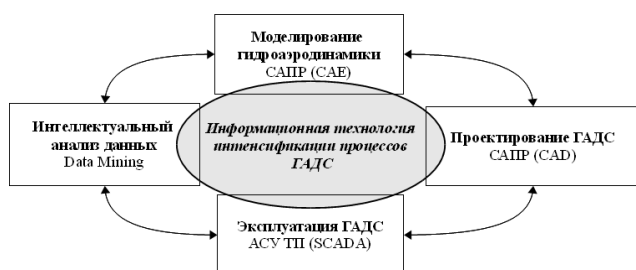 Моделирование
гидроаэродинамики
САПР (CAE)
Интеллектуальный
анализ данных
Data Mining
Информационная технология
интенсификации процессов
ГАДС
Проектирование ГАДС
САПР (CAD)
Эксплуатация ГАДС
АСУ ТП (SCADA)